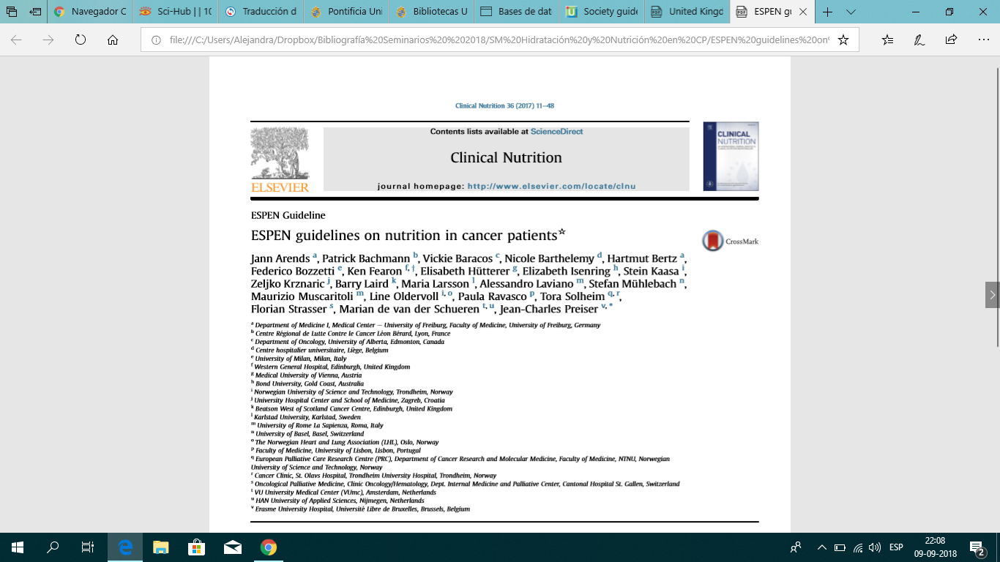 Navegador c
Sci-Hub || 10
Traducción d
Pontificia Uni
Bibliotecas U
Bases de dat
Society guide
United Kingd
ESPEN gu
file:///C:/Users/Alejandra/Dropbox/Bibliografía%20Seminarios%20%202018/SM%20Hidratación%20y%20Nutrición%20en%20CP/ESPEN%20guidelines%20on%
Clinical Nutrition 36 (2017) 11–48
Contents lists available at ScienceDirect
Clinical Nutrition
journal homepage: http://www.elsevier.com/locate/clnu
ELSEVIER
CLINICAL
NUTRITION
ESPEN Guideline
ESPEN guidelines on nutrition in cancer patients☆
CrossMark
Jann Arends a, Patrick Bachmann b, Vickie Baracos c, Nicole Barthelemy d, Hartmut Bertz a,
Federico Bozzetti e, Ken Fearon f, †, Elisabeth Hütterer g, Elizabeth Isenring h, Stein Kaasa i,
Zeljko Krznaric j, Barry Laird k, Maria Larsson l, Alessandro Laviano m, Stefan Mühlebach n,
Maurizio Muscaritoli m, Line Oldervoll i, o, Paula Ravasco p, Tora Solheim q, r,
Florian Strasser s, Marian de van der Schueren t, u, Jean-Charles Preiser v, *
a Department of Medicine I, Medical Center — University of Freiburg, Faculty of Medicine, University of Freiburg, Germany
b Centre Régional de Lutte Contre le Cancer Léon Bérard, Lyon, France
c Department of Oncology, University of Alberta, Edmonton, Canada
d Centre hospitalier universitaire, Liège, Belgium
e University of Milan, Milan, Italy
f Western General Hospital, Edinburgh, United Kingdom
g Medical University of Vienna, Austria
h Bond University, Gold Coast, Australia
i Norwegian University of Science and Technology, Trondheim, Norway
j University Hospital Center and School of Medicine, Zagreb, Croatia
k Beatson West of Scotland Cancer Centre, Edinburgh, United Kingdom
l Karlstad University, Karlstad, Sweden
m University of Rome La Sapienza, Roma, Italy
n University of Basel, Basel, Switzerland
o The Norwegian Heart and Lung Association (LHL), Oslo, Norway
p Faculty of Medicine, University of Lisbon, Lisbon, Portugal
q European Palliative Care Research Centre (PRC), Department of Cancer Research and Molecular Medicine, Faculty of Medicine, NTNU, Norwegian
University of Science and Technology, Norway
r Cancer Clinic, St. Olavs Hospital, Trondheim University Hospital, Trondheim, Norway
s Oncological Palliative Medicine, Clinic Oncology/Hematology, Dept. Internal Medicine and Palliative Center, Cantonal Hospital St. Gallen, Switzerland
t VU University Medical Center (VUmc), Amsterdam, Netherlands
u HAN University of Applied Sciences, Nijmegen, Netherlands
v Erasme University Hospital, Université Libre de Bruxelles, Brussels, Belgium
ESP
22:08
09-09-2018
2